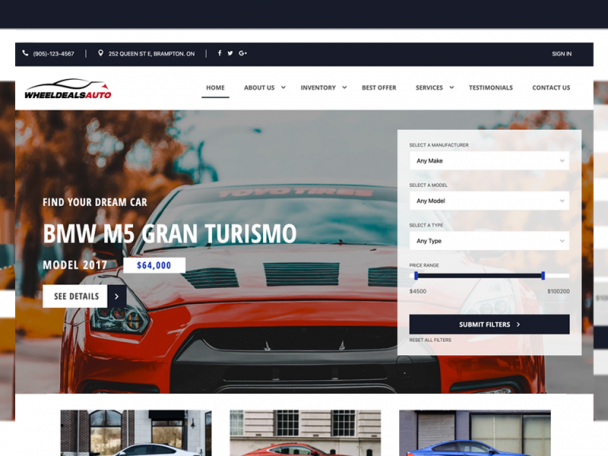 (905)-123-4567
252 QUEEN ST E, BRAMPTON. ON
SIGN IN
WHEELDEALSAUTO
HOME
ABOUT US
INVENTORY
BEST OFFER
SERVICES
TESTIMONIALS
CONTACT US
TOYO TIRES
FIND YOUR DREAM CAR
BMW M5 GRAN TURISMO
MODEL 2017
$64,000
SEE DETAILS
SELECT A MANUFACTURER
Any Make
SELECT A MODEL
Any Model
SELECT A TYPE
Any Type
PRICE RANGE
$4500
$100200
SUBMIT FILTERS
RESET ALL FILTERS